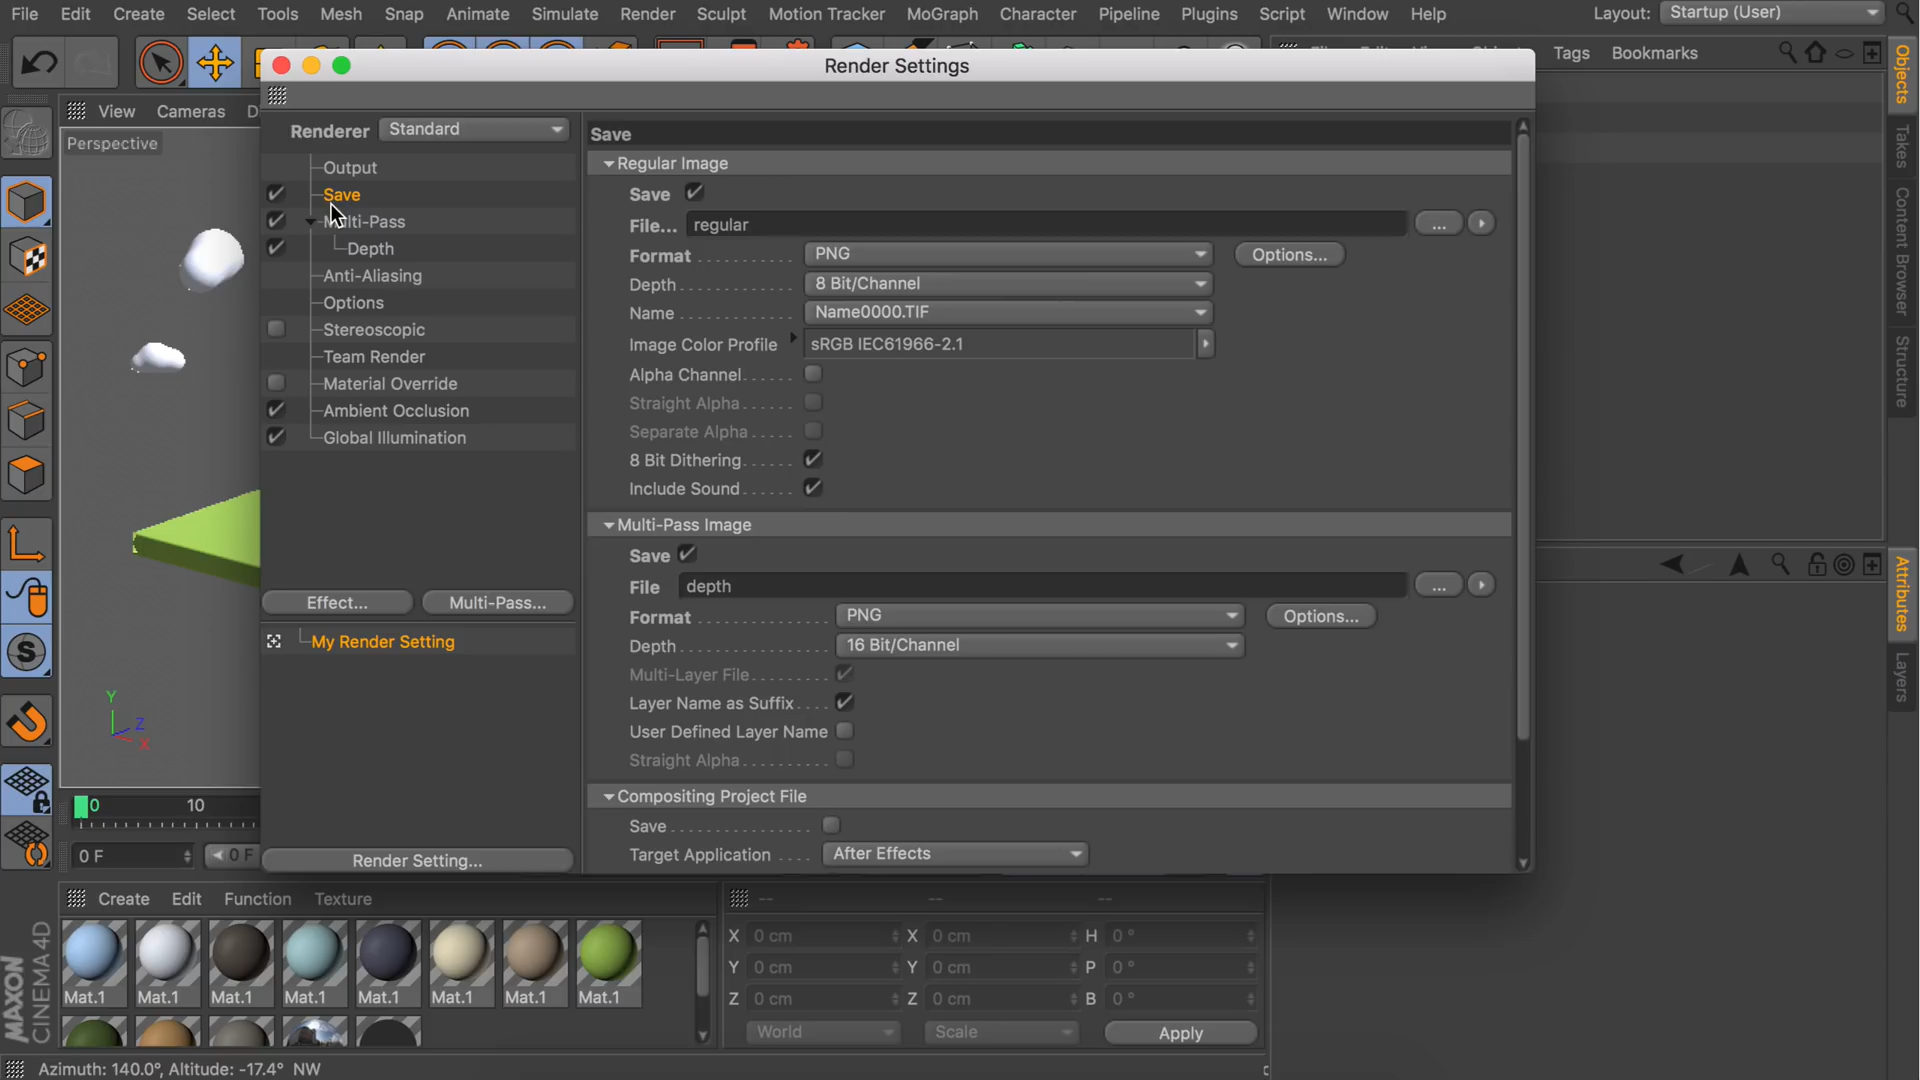 File Edit Create Select Tools Mesh Snap Animate Simulate Render Sculpt Motion Tracker MoGraph Character Pipeline Plugins Script Window Help Layout: Startup (User)
Render Settings
Tags Bookmarks
View Cameras D
Perspective
Renderer Standard
Output
Save
Multi-Pass
Depth
Anti-Aliasing
Options
Stereoscopic
Team Render
Material Override
Ambient Occlusion
Global Illumination
Effect... Multi-Pass...
My Render Setting
Render Setting...
Save
Regular Image
Save
File... regular ...
Format PNG Options...
Depth 8 Bit/Channel
Name Name0000.TIF
Image Color Profile sRGB IEC61966-2.1
Alpha Channel
Straight Alpha
Separate Alpha
8 Bit Dithering
Include Sound
Multi-Pass Image
Save
File depth ...
Format PNG Options...
Depth 16 Bit/Channel
Multi-Layer File
Layer Name as Suffix
User Defined Layer Name
Straight Alpha
Compositing Project File
Save
Target Application After Effects
Objects
Takes
Content Browser
Structure
Attributes
Layers
Y
Z
X
0 10
0 F 0 F
Create Edit Function Texture
Mat.1 Mat.1 Mat.1 Mat.1 Mat.1 Mat.1 Mat.1 Mat.1
-- -- --
X 0 cm X 0 cm H 0 °
Y 0 cm Y 0 cm P 0 °
Z 0 cm Z 0 cm B 0 °
World Scale Apply
MAXON
CINEMA 4D
Azimuth: 140.0°, Altitude: -17.4° NW